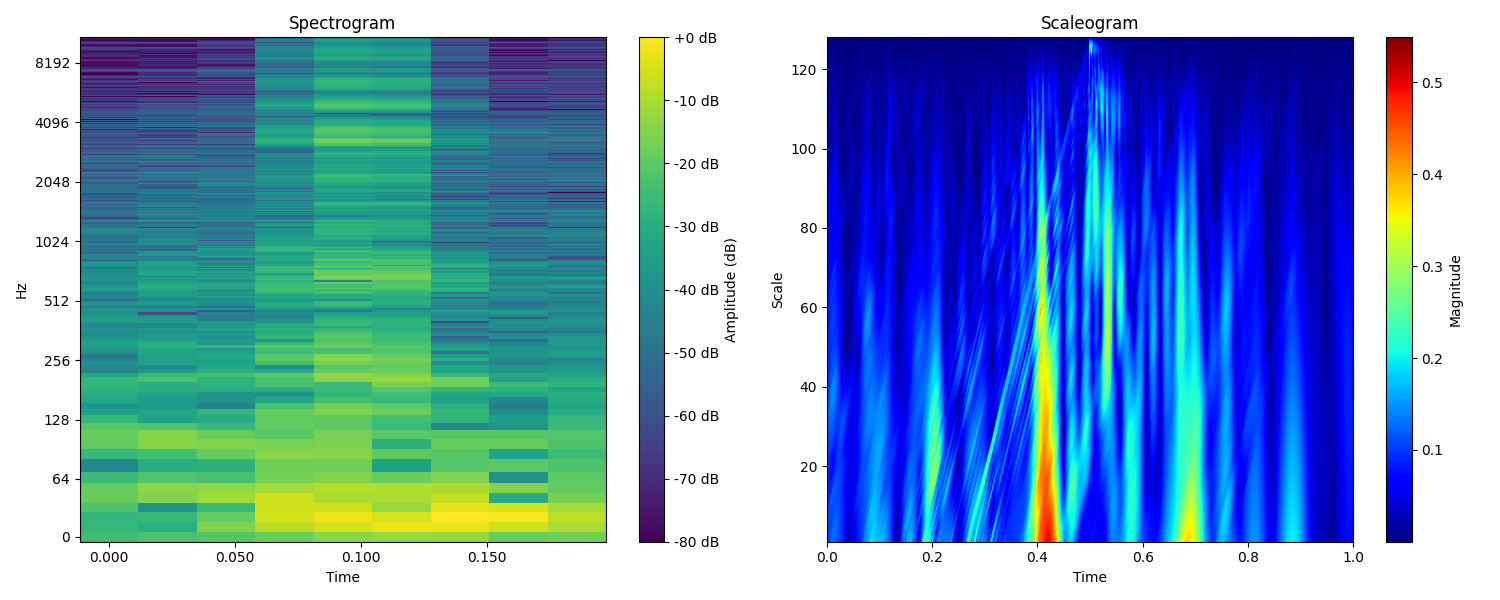 Spectrogram
8192
4096
2048
1024
512
256
128
64
0
Hz
0.000
0.050
0.100
0.150
Time
+0 dB
-10 dB
-20 dB
-30 dB
-40 dB
-50 dB
-60 dB
-70 dB
-80 dB
Amplitude (dB)
Scaleogram
120
100
80
60
40
20
Scale
0.0
0.2
0.4
0.6
0.8
1.0
Time
0.5
0.4
0.3
0.2
0.1
Magnitude